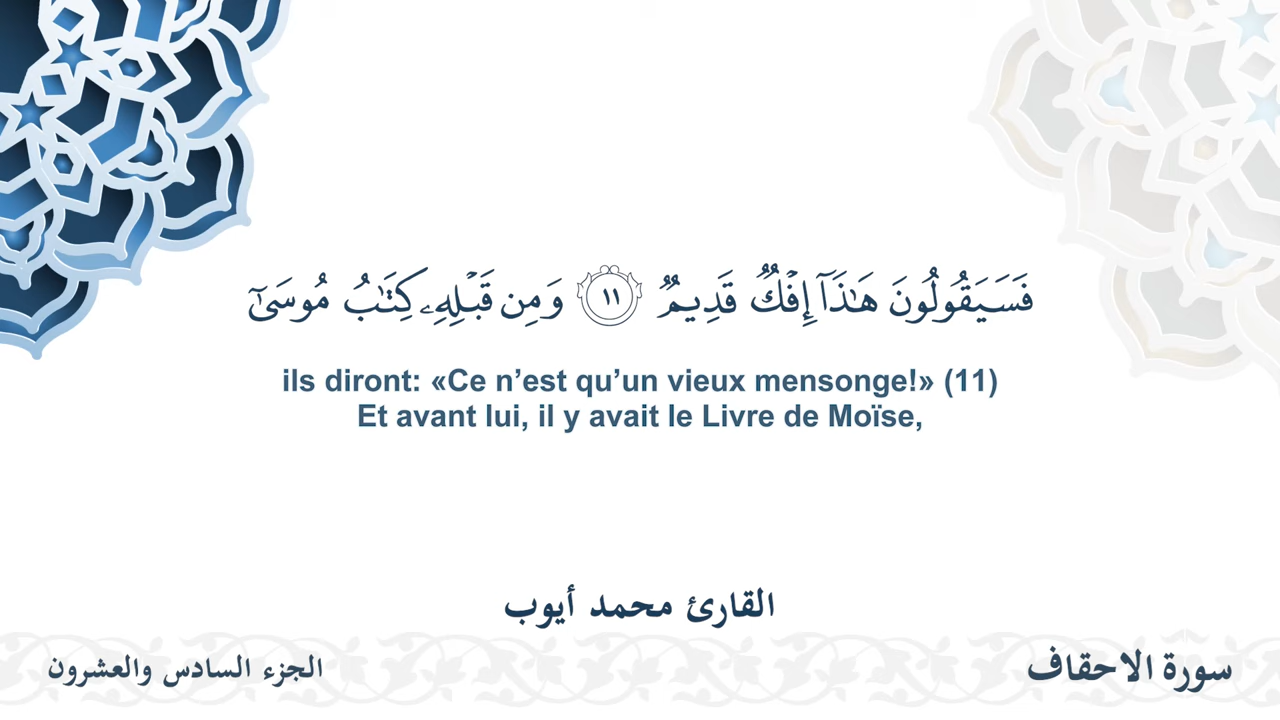 فَسَيَقُولُونَ هَٰذَآ إِفْكٌ قَدِيمٌ ١١ وَمِن قَبْلِهِۦ كِتَٰبُ مُوسَىٰٓ
ils diront: «Ce n’est qu’un vieux mensonge!» (11)
Et avant lui, il y avait le Livre de Moïse,
القارئ محمد أيوب
سورة الاحقاف
الجزء السادس والعشرون